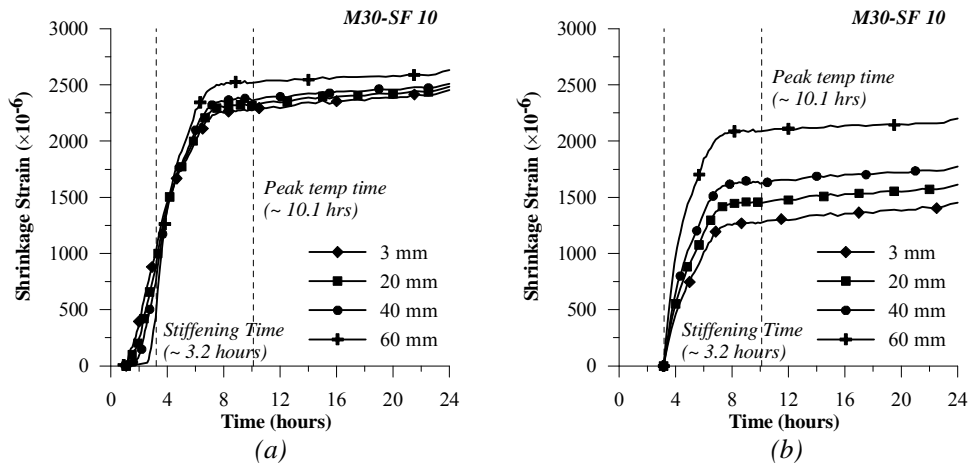 M30-SF 10
3000
2500
2000
1500
1000
500
0
Shrinkage Strain (×10-6)
Peak temp time
(~ 10.1 hrs)
3 mm
20 mm
40 mm
60 mm
Stiffening Time
(~ 3.2 hours)
0 4 8 12 16 20 24
Time (hours)
(a)
M30-SF 10
3000
2500
2000
1500
1000
500
0
Shrinkage Strain (×10-6)
Peak temp time
(~ 10.1 hrs)
3 mm
20 mm
40 mm
60 mm
Stiffening Time
(~ 3.2 hours)
0 4 8 12 16 20 24
Time (hours)
(b)